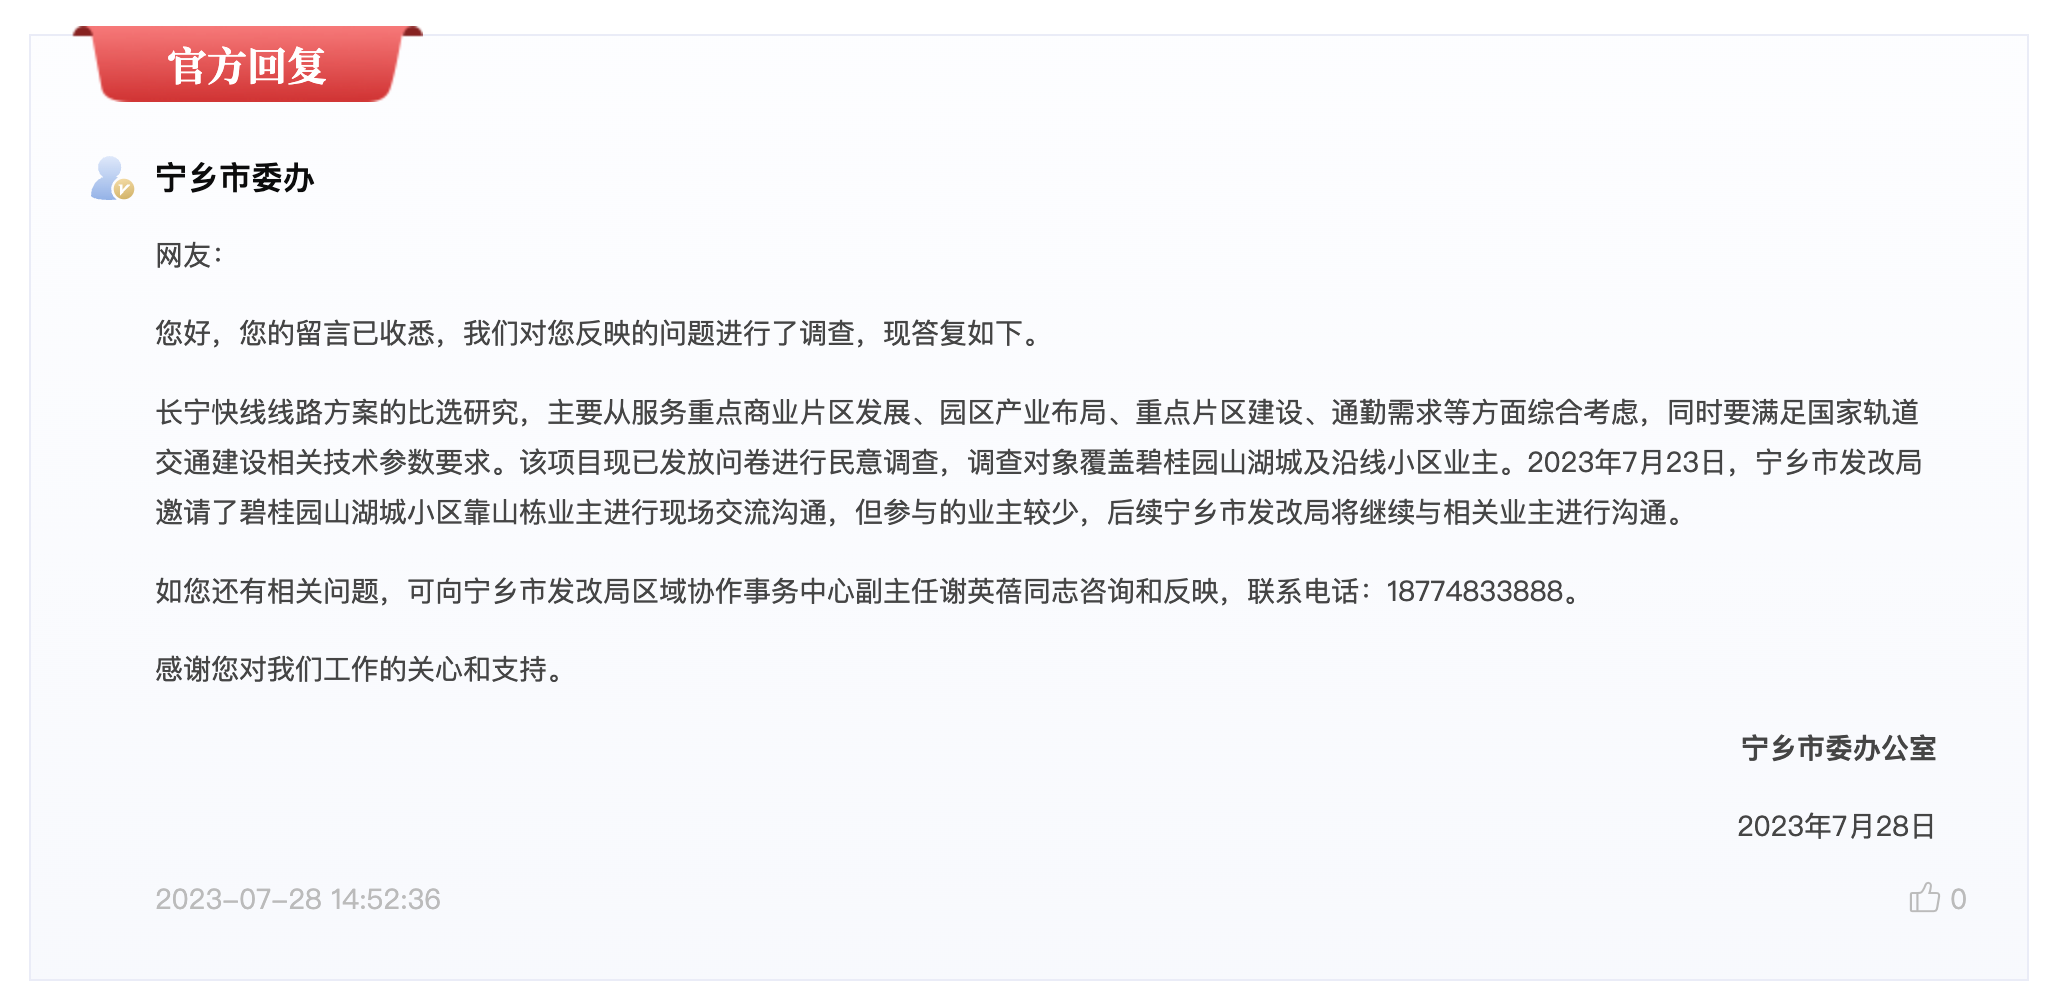 官方回复
宁乡市委办
网友：
您好，您的留言已收悉，我们对您反映的问题进行了调查，现答复如下。
长宁快线线路方案的比选研究，主要从服务重点商业片区发展、园区产业布局、重点片区建设、通勤需求等方面综合考虑，同时要满足国家轨道
交通建设相关技术参数要求。该项目现已发放问卷进行民意调查，调查对象覆盖碧桂园山湖城及沿线小区业主。2023年7月23日，宁乡市发改局
邀请了碧桂园山湖城小区靠山栋业主进行现场交流沟通，但参与的业主较少，后续宁乡市发改局将继续与相关业主进行沟通。
如您还有相关问题，可向宁乡市发改局区域协作事务中心副主任谢英蓓同志咨询和反映，联系电话：18774833888。
感谢您对我们工作的关心和支持。
宁乡市委办公室
2023年7月28日
2023-07-28 14:52:36
0